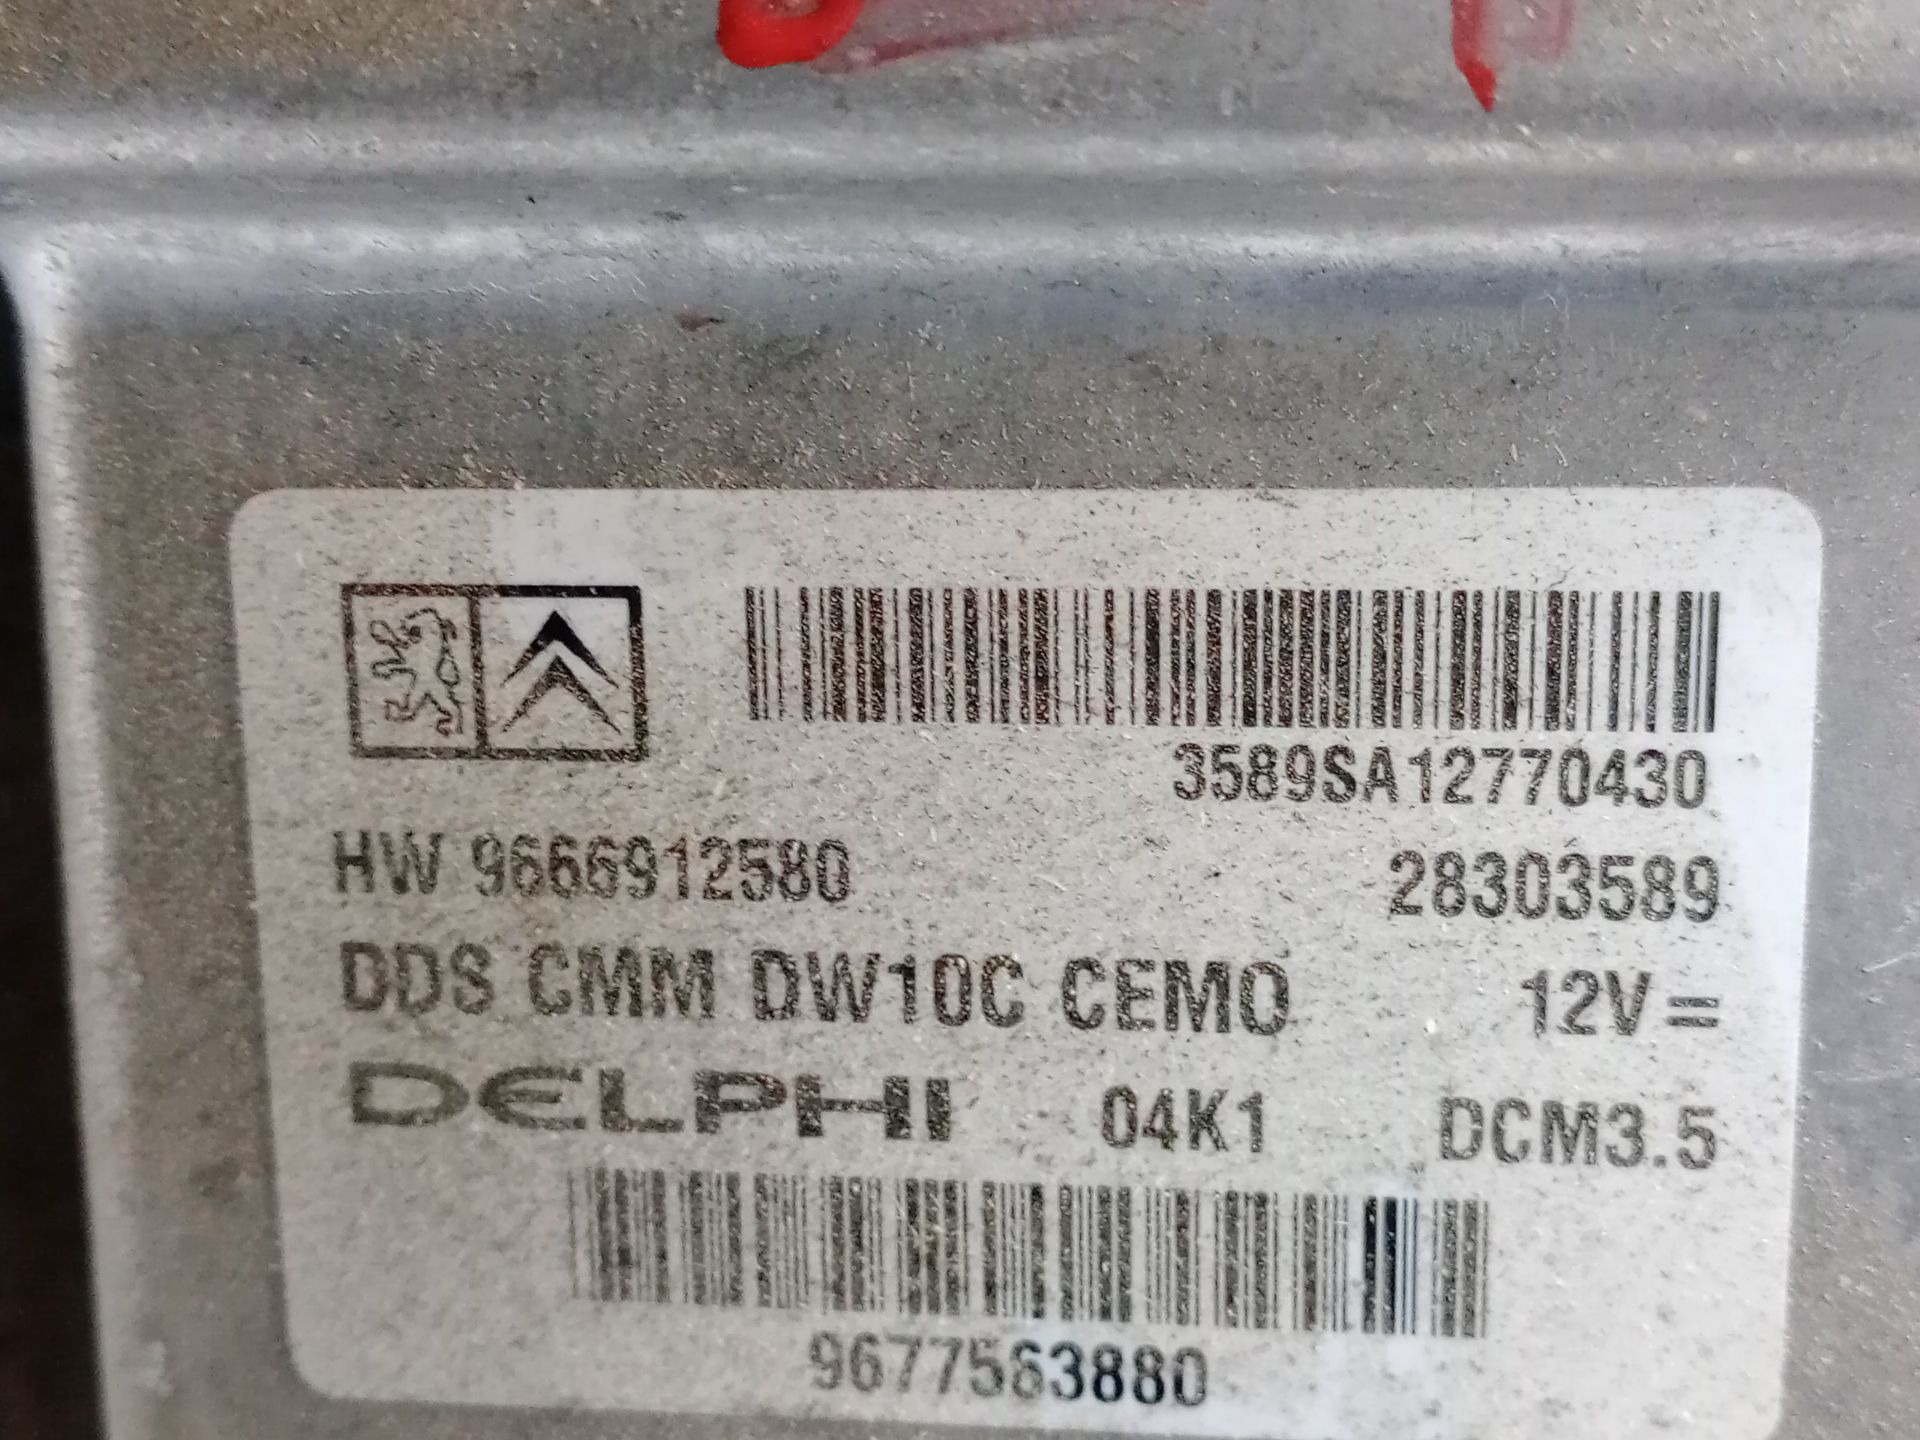 3589SA12770430
HW 9666912580 28303589
DDS CMM DW10C CEMO 12V=
DELPHI 04K1 DCM3.5
9677563880